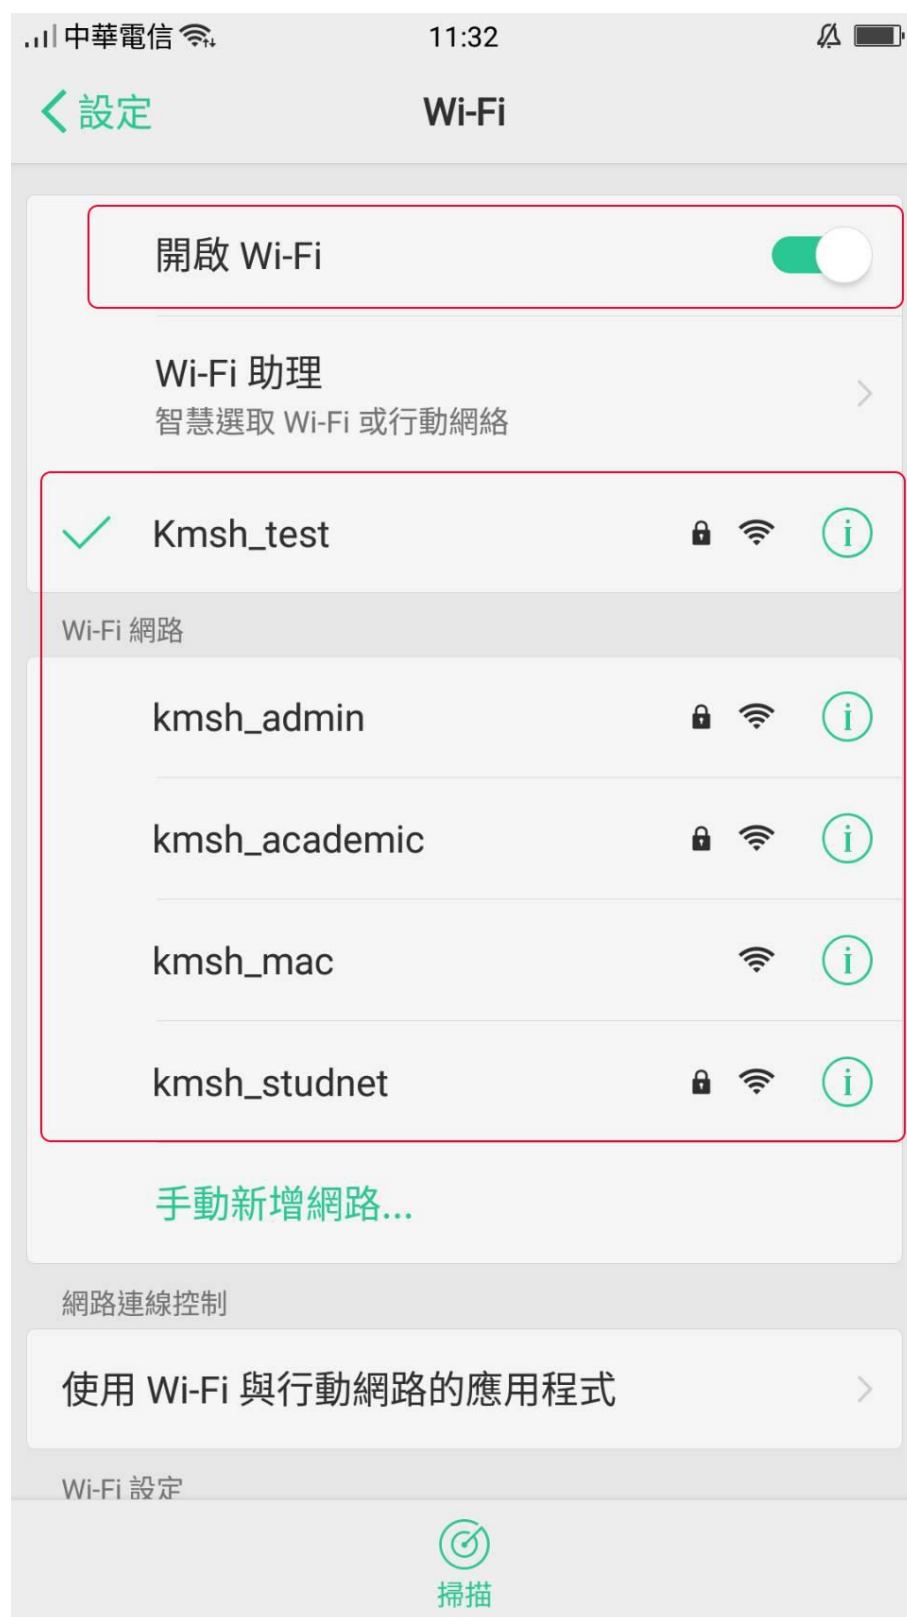 中華電信 11:32
設定 Wi-Fi
開啟 Wi-Fi
Wi-Fi 助理
智慧選取 Wi-Fi 或行動網絡
Kmsh_test
Wi-Fi 網路
kmsh_admin
kmsh_academic
kmsh_mac
kmsh_studnet
手動新增網路...
網路連線控制
使用 Wi-Fi 與行動網路的應用程式
Wi-Fi 設定
掃描